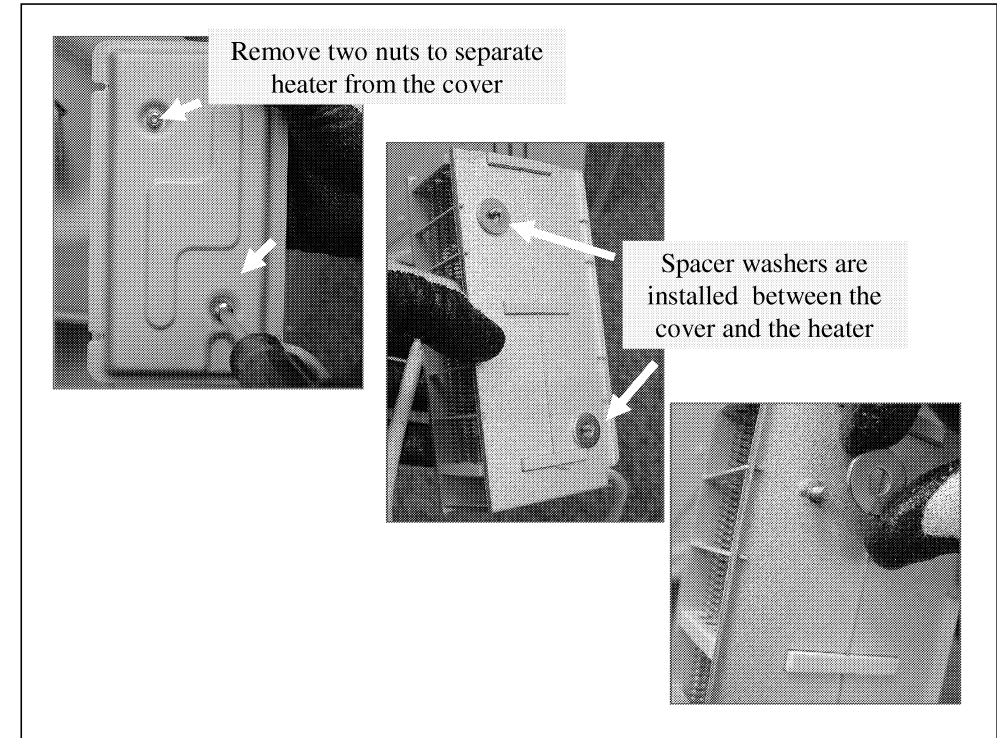 Remove two nuts to separate
heater from the cover
Spacer washers are
installed between the
cover and the heater